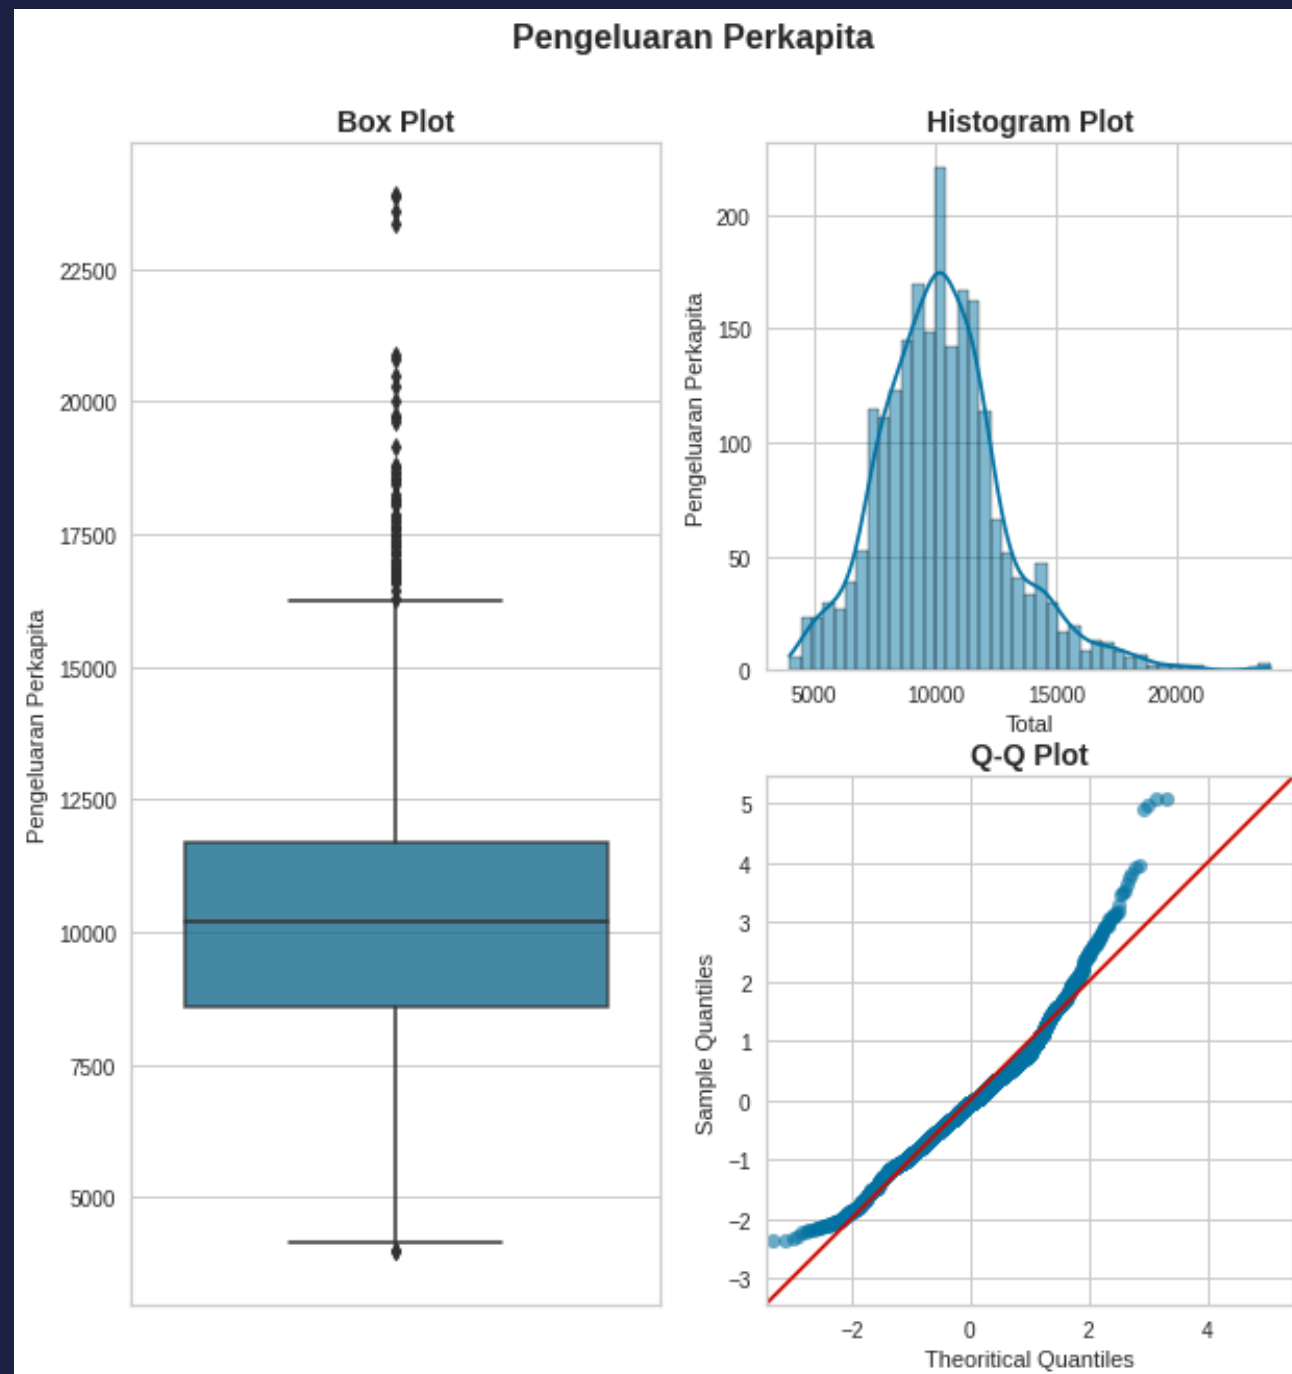 Pengeluaran Perkapita
Box Plot
Pengeluaran Perkapita
22500
20000
17500
15000
12500
10000
7500
5000
Histogram Plot
Pengeluaran Perkapita
200
150
100
50
0
5000 10000 15000 20000
Total
Q-Q Plot
Sample Quantiles
5
4
3
2
1
0
−1
−2
−3
−2 0 2 4
Theoritical Quantiles